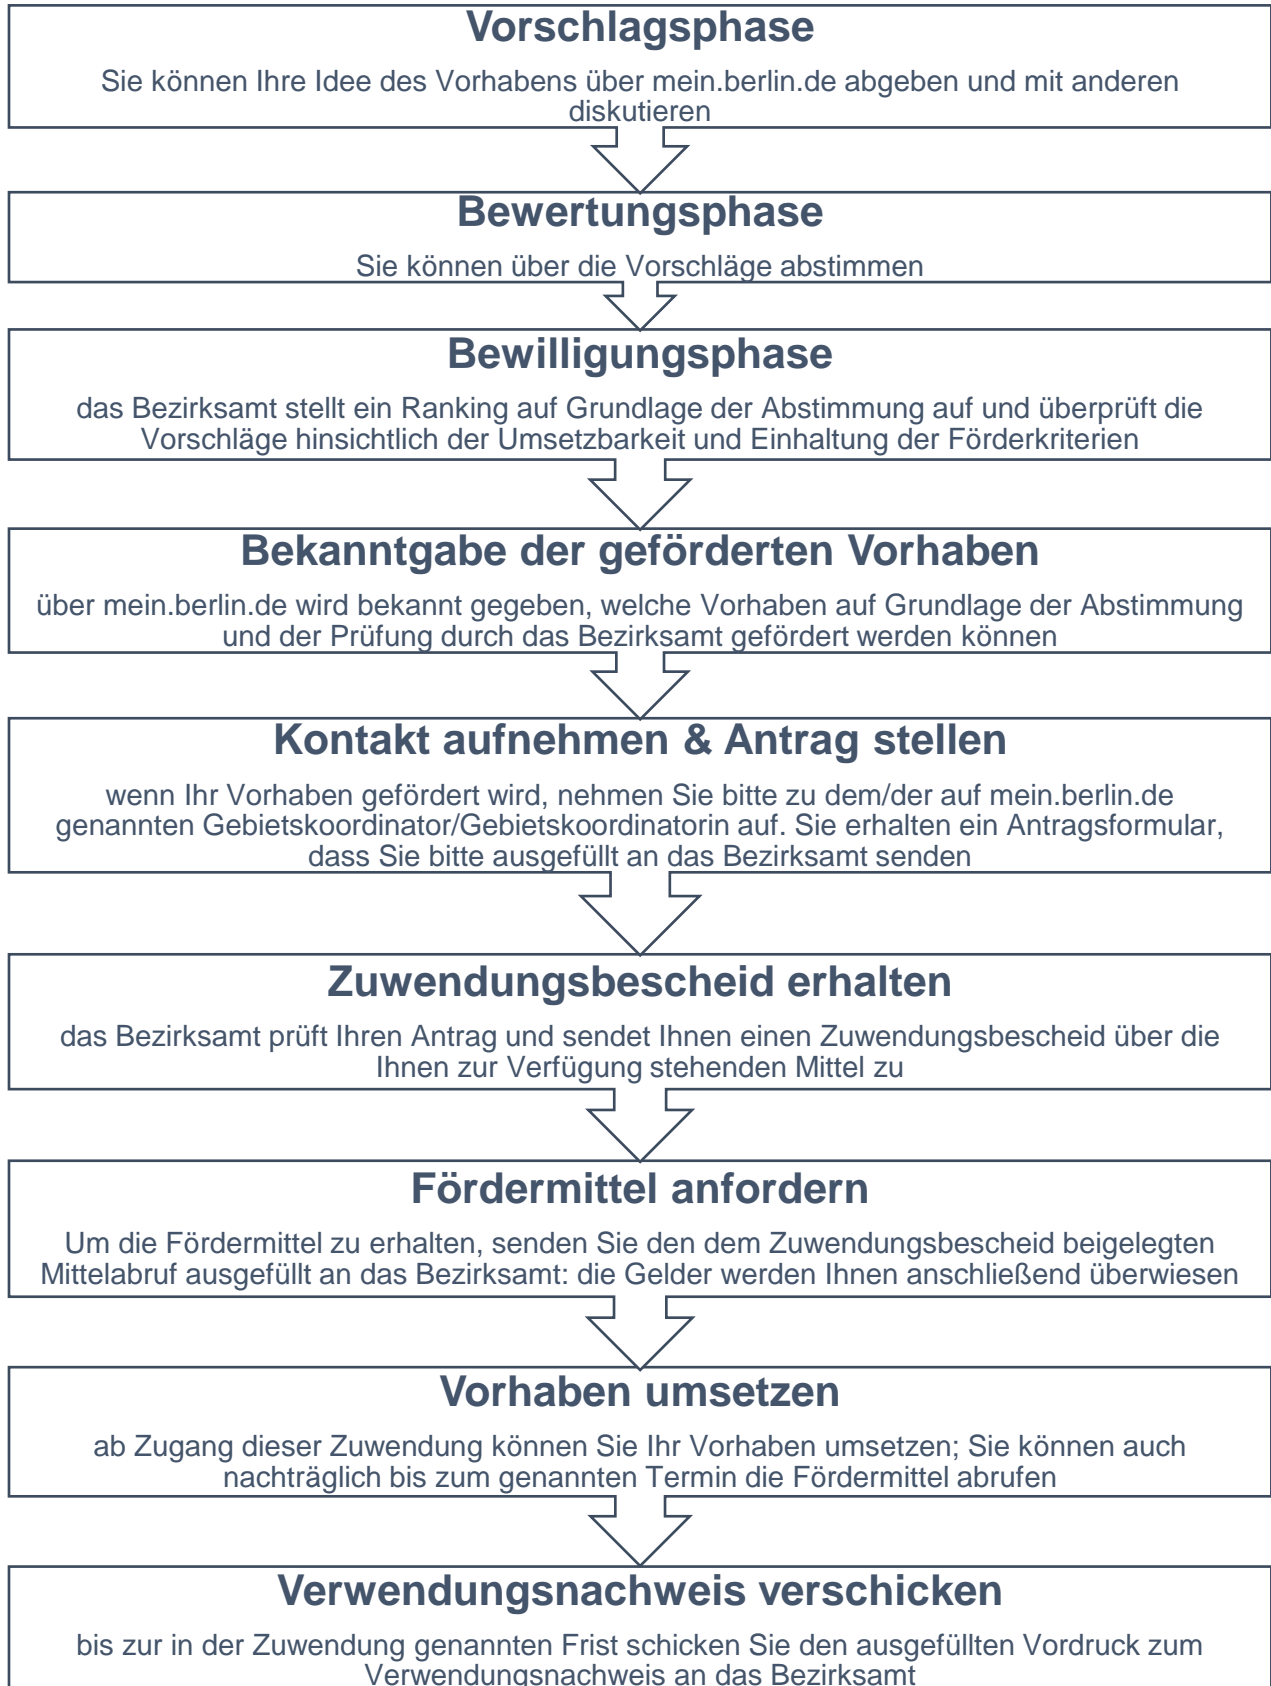 Vorschlagsphase
Sie können Ihre Idee des Vorhabens über mein.berlin.de abgeben und mit anderen
diskutieren
Bewertungsphase
Sie können über die Vorschläge abstimmen
Bewilligungsphase
das Bezirksamt stellt ein Ranking auf Grundlage der Abstimmung auf und überprüft die
Vorschläge hinsichtlich der Umsetzbarkeit und Einhaltung der Förderkriterien
Bekanntgabe der geförderten Vorhaben
über mein.berlin.de wird bekannt gegeben, welche Vorhaben auf Grundlage der Abstimmung
und der Prüfung durch das Bezirksamt gefördert werden können
Kontakt aufnehmen & Antrag stellen
wenn Ihr Vorhaben gefördert wird, nehmen Sie bitte zu dem/der auf mein.berlin.de
genannten Gebietskoordinator/Gebietskoordinatorin auf. Sie erhalten ein Antragsformular,
dass Sie bitte ausgefüllt an das Bezirksamt senden
Zuwendungsbescheid erhalten
das Bezirksamt prüft Ihren Antrag und sendet Ihnen einen Zuwendungsbescheid über die
Ihnen zur Verfügung stehenden Mittel zu
Fördermittel anfordern
Um die Fördermittel zu erhalten, senden Sie den dem Zuwendungsbescheid beigelegten
Mittelabruf ausgefüllt an das Bezirksamt: die Gelder werden Ihnen anschließend überwiesen
Vorhaben umsetzen
ab Zugang dieser Zuwendung können Sie Ihr Vorhaben umsetzen; Sie können auch
nachträglich bis zum genannten Termin die Fördermittel abrufen
Verwendungsnachweis verschicken
bis zur in der Zuwendung genannten Frist schicken Sie den ausgefüllten Vordruck zum
Verwendungsnachweis an das Bezirksamt